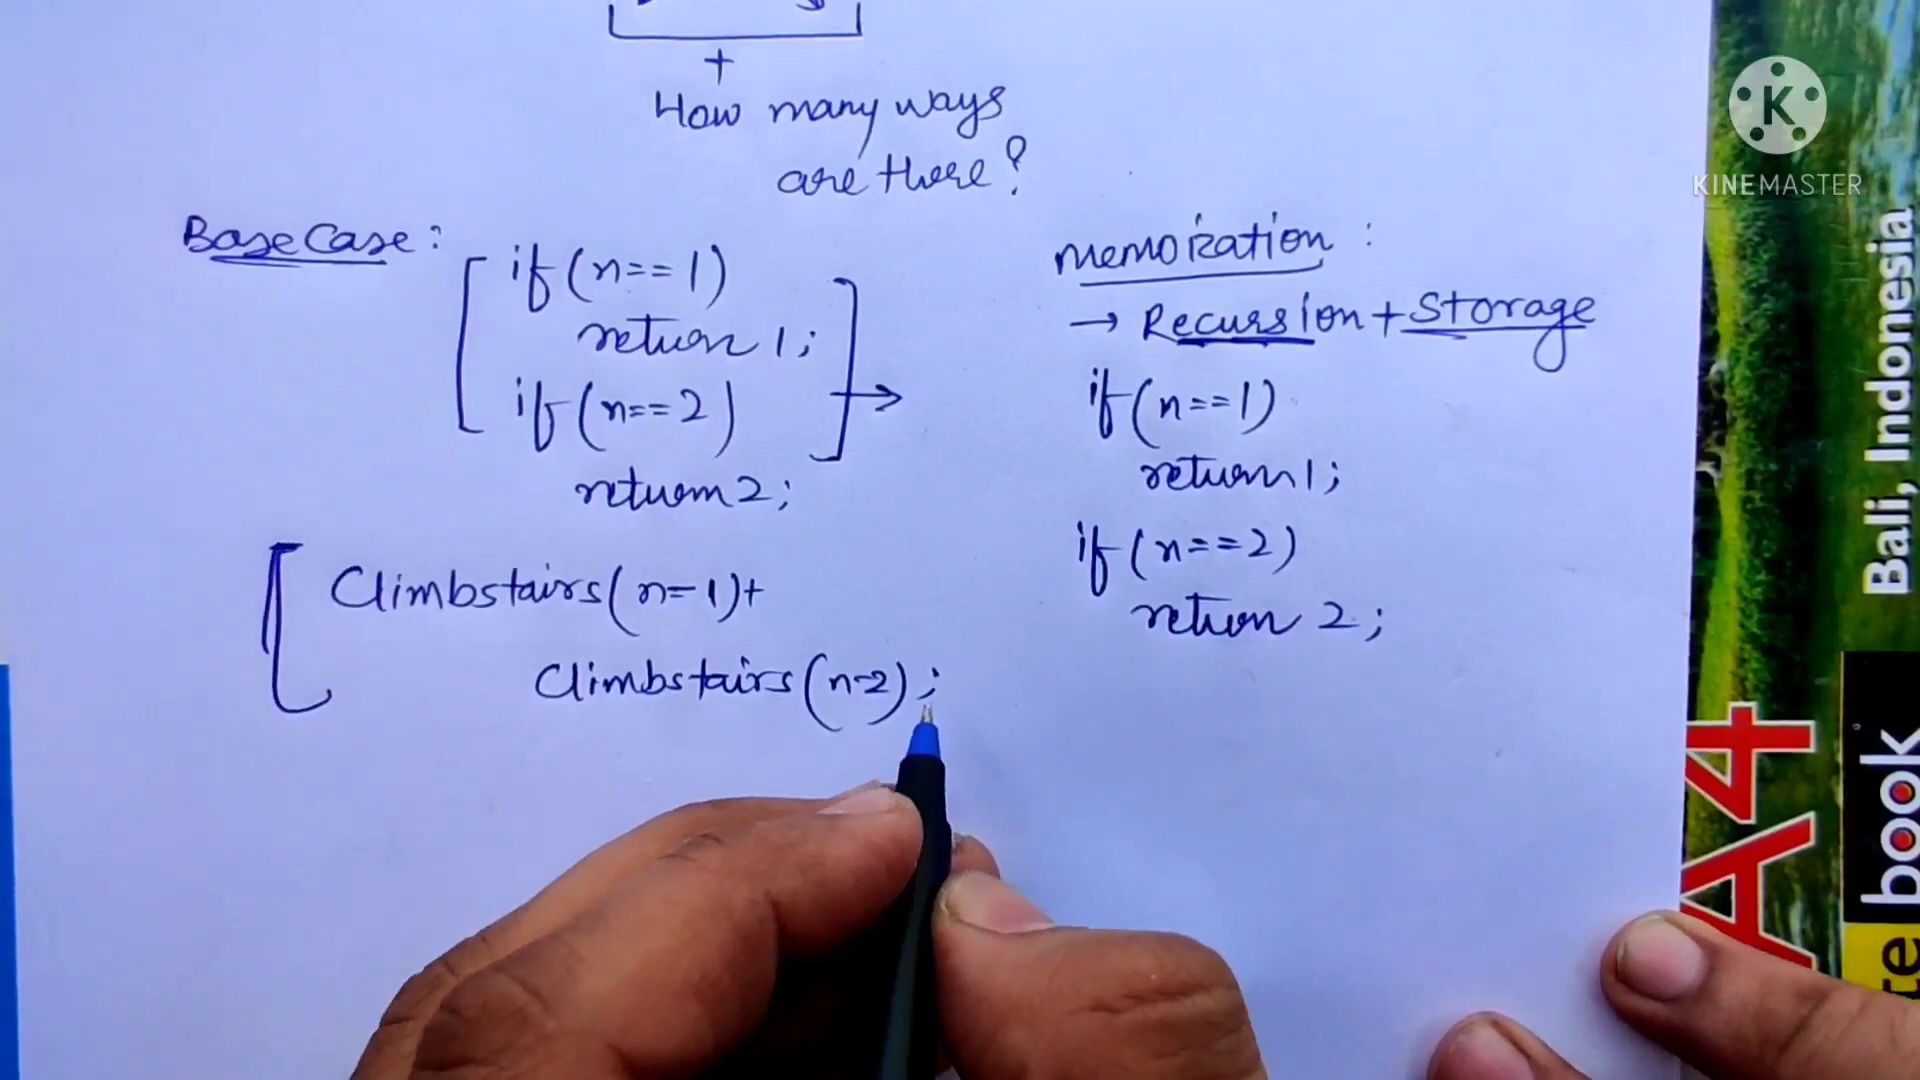 +
How many ways
are there?
Base Case:
if (n==1)
return 1;
if (n==2)
return 2;
Climbstairs(n-1)+
Climbstairs(n-2);
Memoization:
→ Recursion + Storage
if (n==1)
return 1;
if (n==2)
return 2;
K
KINEMASTER
Bali, Indonesia
A4
book